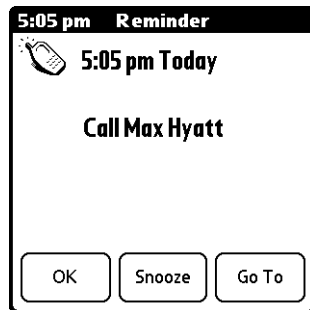 5:05 pm Reminder
5:05 pm Today
Call Max Hyatt
OK Snooze Go To